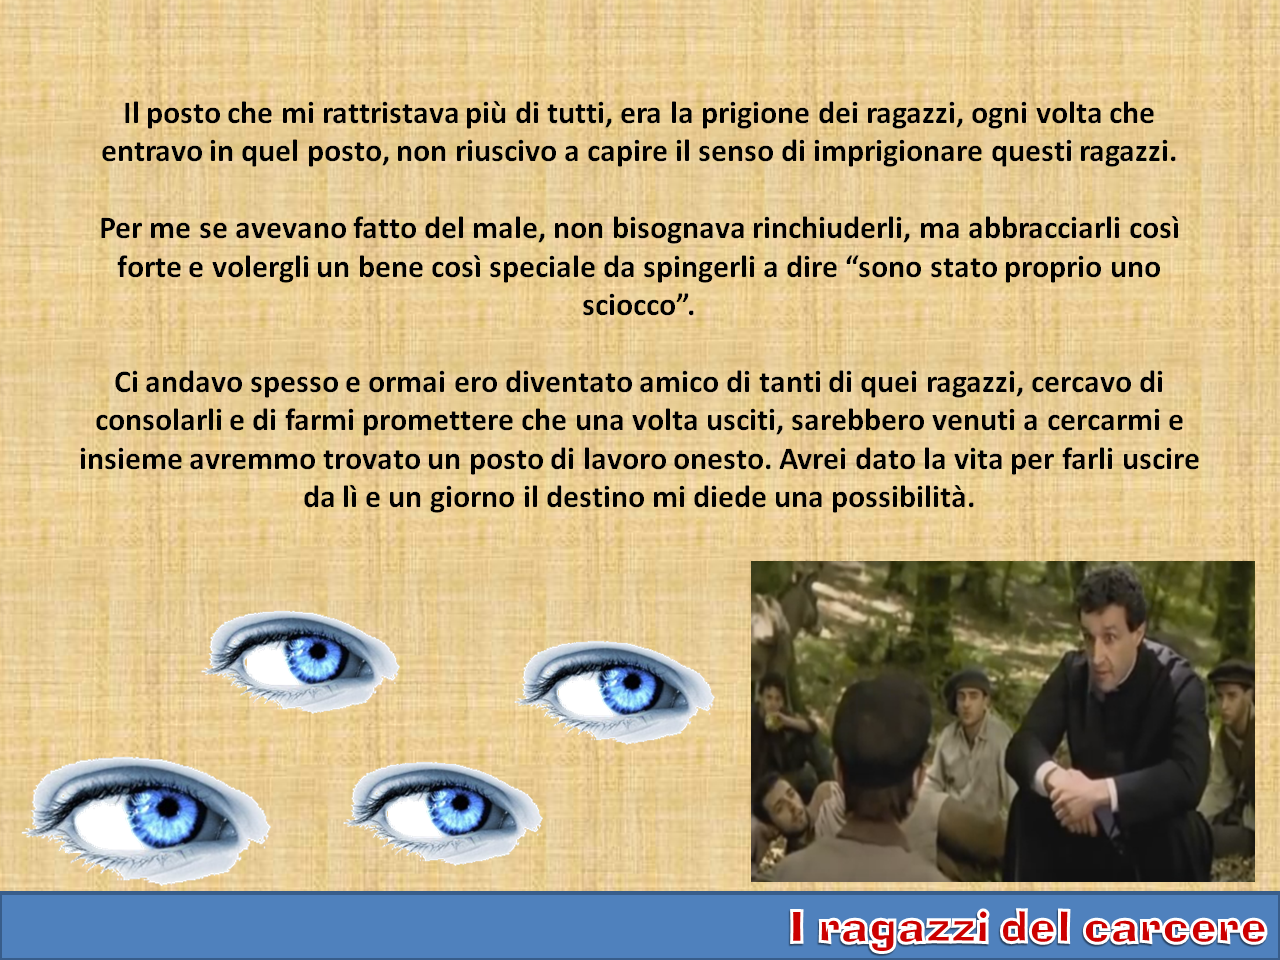 Il posto che mi rattristava più di tutti, era la prigione dei ragazzi, ogni volta che
entravo in quel posto, non riuscivo a capire il senso di imprigionare questi ragazzi.
Per me se avevano fatto del male, non bisognava rinchiuderli, ma abbracciarli così
forte e volergli un bene così speciale da spingerli a dire “sono stato proprio uno
sciocco”.
Ci andavo spesso e ormai ero diventato amico di tanti di quei ragazzi, cercavo di
consolarli e di farmi promettere che una volta usciti, sarebbero venuti a cercarmi e
insieme avremmo trovato un posto di lavoro onesto. Avrei dato la vita per farli uscire
da lì e un giorno il destino mi diede una possibilità.
I ragazzi del carcere